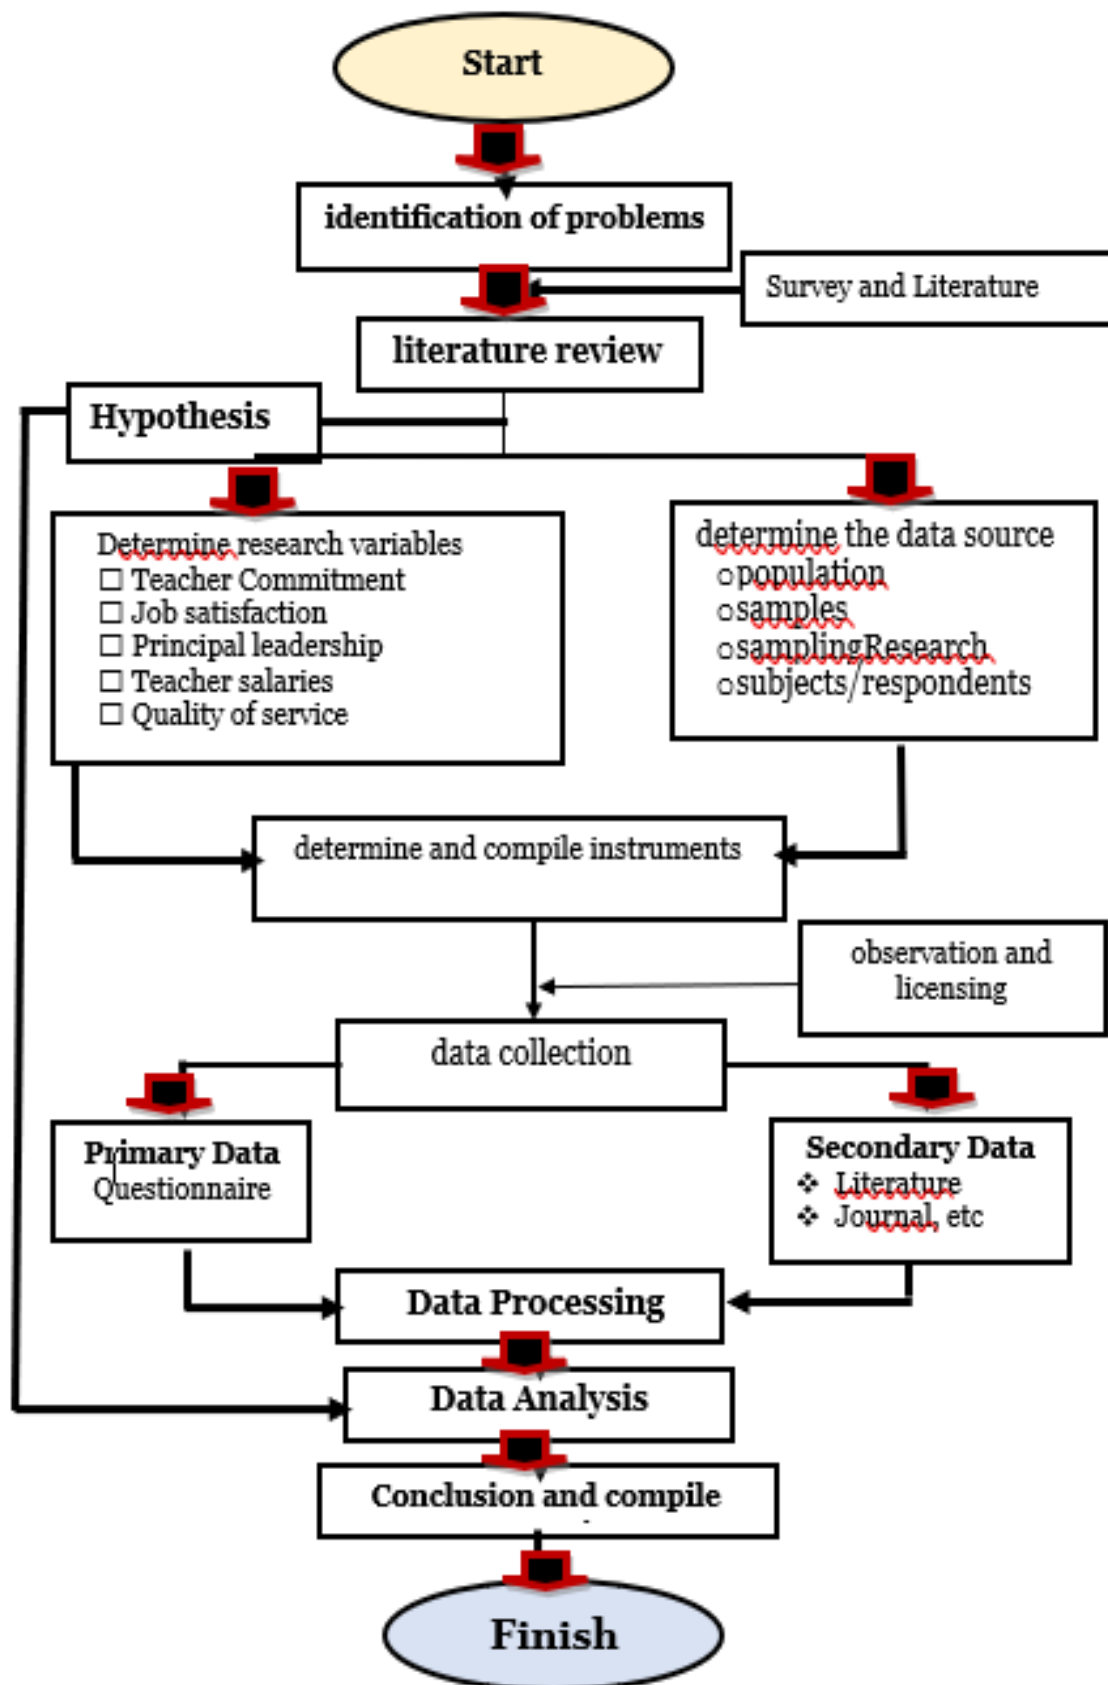 Start
identification of problems
Survey and Literature
literature review
Hypothesis
Determine research variables
☐ Teacher Commitment
☐ Job satisfaction
☐ Principal leadership
☐ Teacher salaries
☐ Quality of service
determine the data source
○population
○samples
○samplingResearch
○subjects/respondents
determine and compile instruments
observation and
licensing
data collection
Primary Data
Questionnaire
Secondary Data
❖ Literature
❖ Journal, etc
Data Processing
Data Analysis
Conclusion and compile
Finish